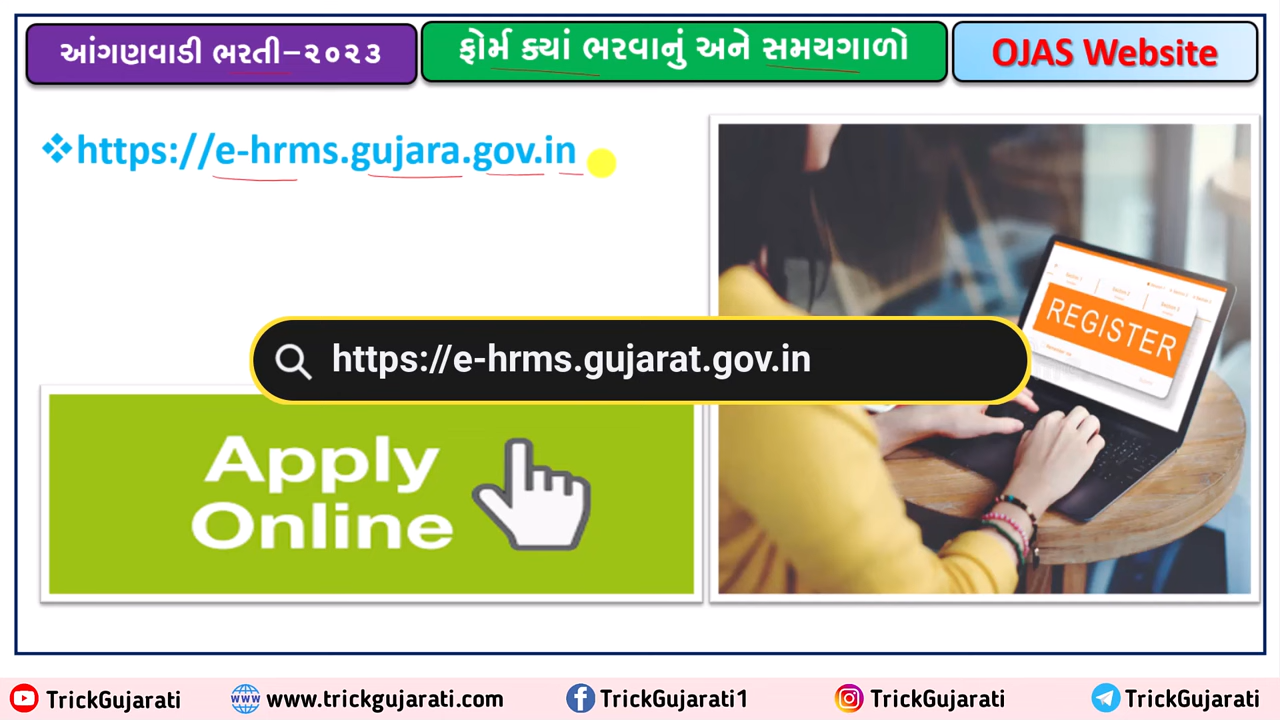 આંગણવાડી ભરતી–૨૦૨૩
ફોર્મ ક્યાં ભરવાનું અને સમયગાળો
OJAS Website
❖https://e-hrms.gujara.gov.in
https://e-hrms.gujarat.gov.in
REGISTER
Apply
Online
TrickGujarati
www.trickgujarati.com
TrickGujarati1
TrickGujarati
TrickGujarati